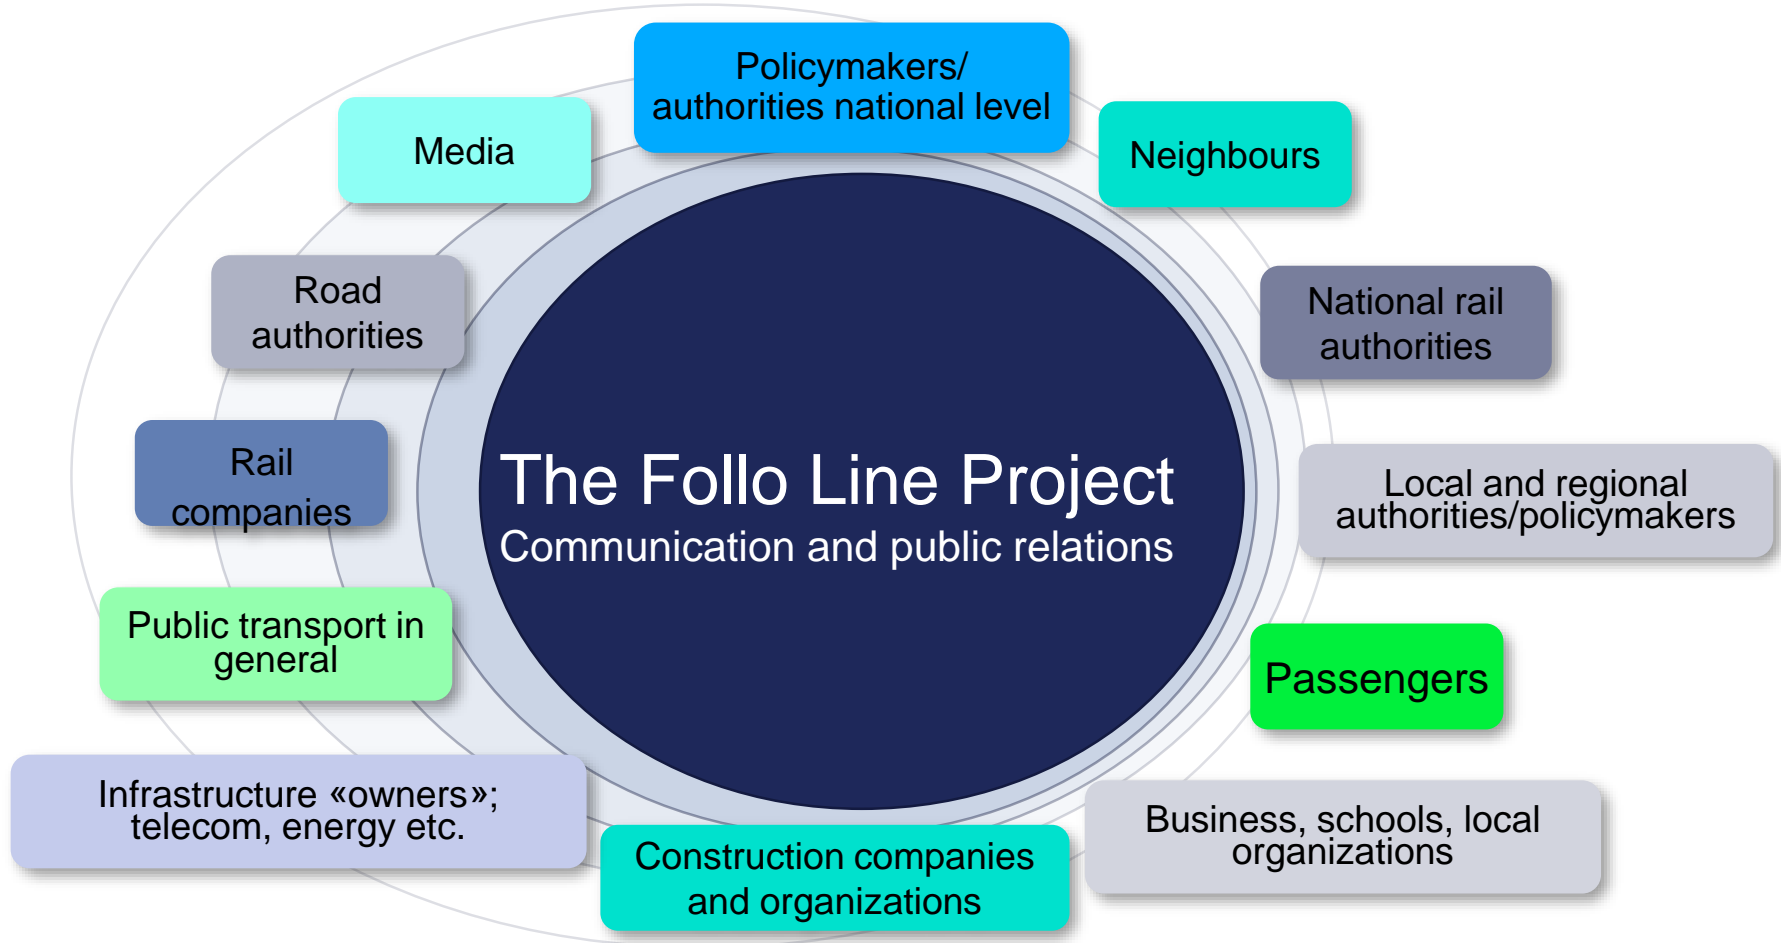 Policymakers/
authorities national level
Media
Neighbours
Road
authorities
National rail
authorities
Rail
companies
The Follo Line Project
Communication and public relations
Local and regional
authorities/policymakers
Public transport in
general
Passengers
Infrastructure «owners»;
telecom, energy etc.
Business, schools, local
organizations
Construction companies
and organizations